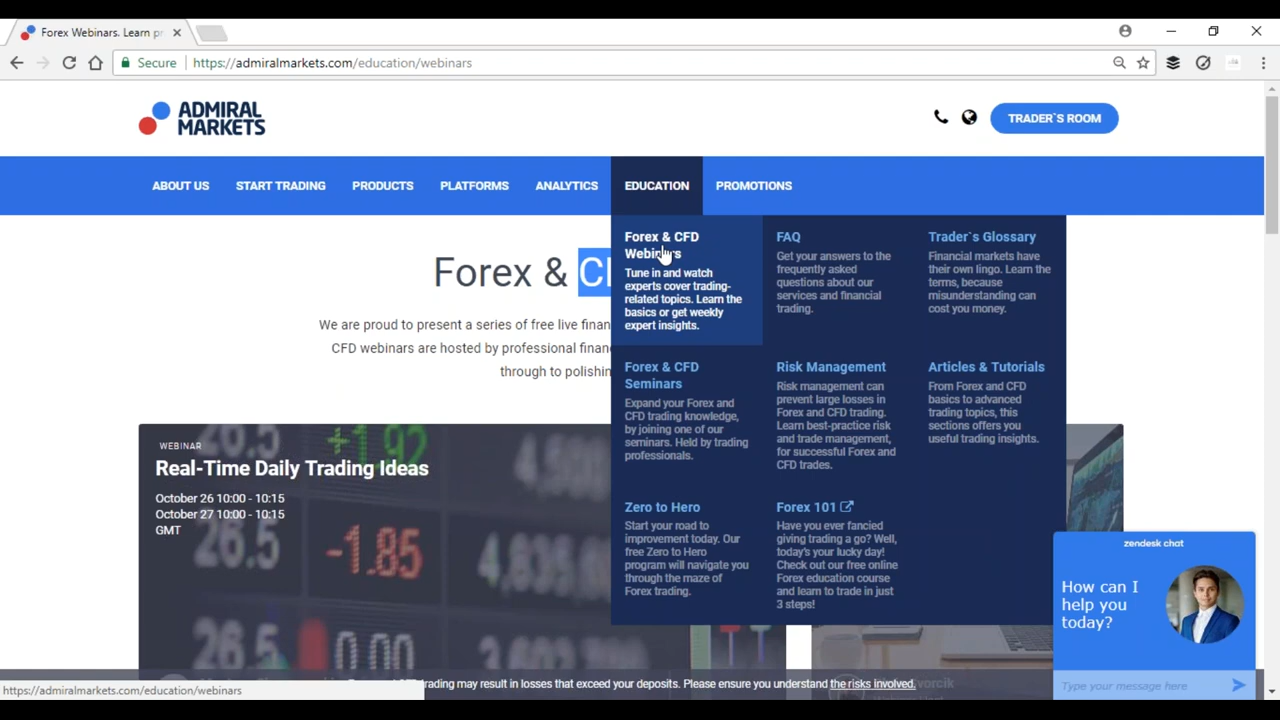 Forex Webinars. Learn pr
Secure
https://admiralmarkets.com/education/webinars
ADMIRAL
MARKETS
TRADER`S ROOM
ABOUT US
START TRADING
PRODUCTS
PLATFORMS
ANALYTICS
EDUCATION
PROMOTIONS
Forex &
We are proud to present a series of free live
CFD webinars are hosted by professional
through to
Forex & CFD
Webinars
Tune in and watch
experts cover trading-
related topics. Learn the
basics or get weekly
expert insights.
FAQ
Get your answers to the
frequently asked
questions about our
services and financial
trading.
Trader`s Glossary
Financial markets have
their own lingo. Learn the
terms, because
misunderstanding can
cost you money.
Forex & CFD
Seminars
Expand your Forex and
CFD trading knowledge,
by joining one of our
seminars. Held by trading
professionals.
Risk Management
Risk management can
prevent large losses in
Forex and CFD trading.
Learn best-practice risk
and trade management,
for successful Forex and
CFD trades.
Articles & Tutorials
From Forex and CFD
basics to advanced
trading topics, this
sections offers you
useful trading insights.
Zero to Hero
Start your road to
improvement today. Our
free Zero to Hero
program will navigate you
through the maze of
Forex trading.
Forex 101
Have you ever fancied
giving trading a go? Well,
today's your lucky day!
Check out our free online
Forex education course
and learn to trade in just
3 steps!
WEBINAR
Real-Time Daily Trading Ideas
October 26 10:00 - 10:15
October 27 10:00 - 10:15
GMT
26.5
+1.92
26.5
-1.85
26.5
0.00
zendesk chat
How can I
help you
today?
Type your message here
trading may result in losses that exceed your deposits. Please ensure you understand the risks involved.
https://admiralmarkets.com/education/webinars